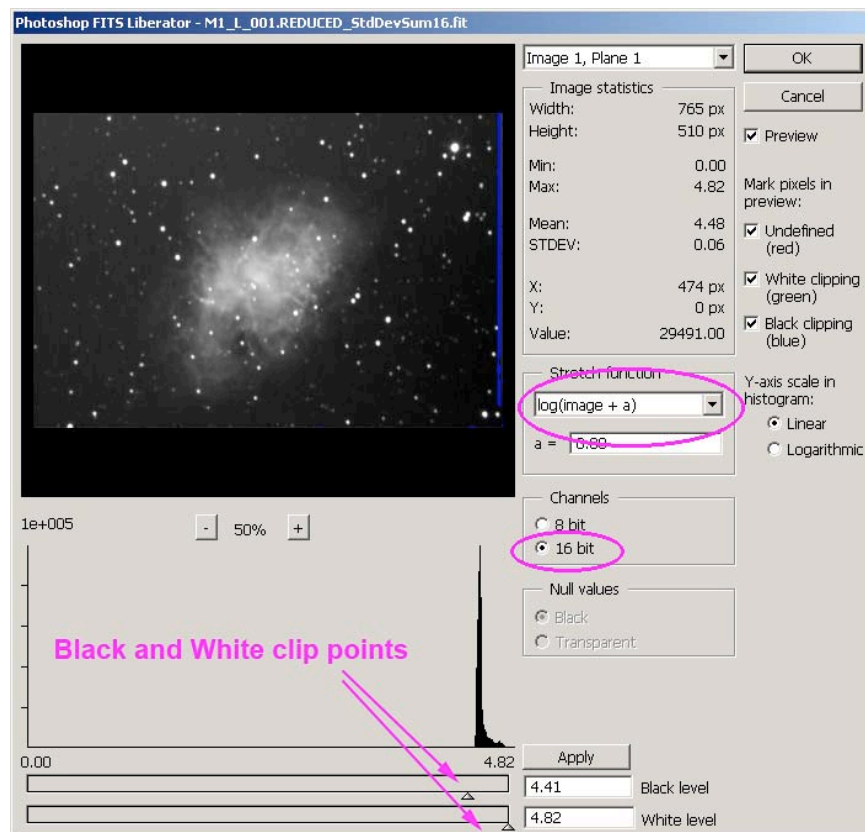 Photoshop FITS Liberator - M1_L_001.REDUCED_StdDevSum16.fit
Image 1, Plane 1
OK
Cancel
Preview
Image statistics
Width: 765 px
Height: 510 px
Min: 0.00
Max: 4.82
Mean: 4.48
STDEV: 0.06
X: 474 px
Y: 0 px
Value: 29491.00
Mark pixels in
preview:
Undefined
(red)
White clipping
(green)
Black clipping
(blue)
Stretch function
log(image + a)
a =
Y-axis scale in
histogram:
Linear
Logarithmic
Channels
8 bit
16 bit
Null values
Black
Transparent
1e+005
- 50% +
Black and White clip points
0.00 4.82
Apply
4.41 Black level
4.82 White level